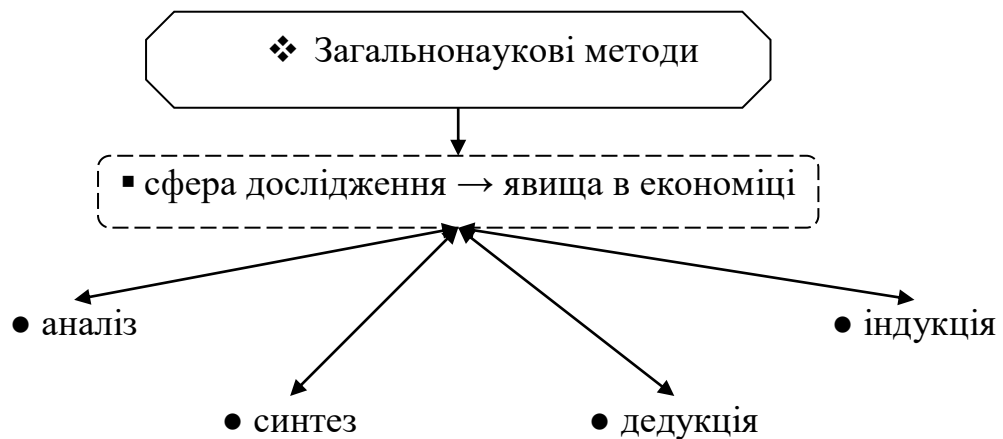 ❖ Загальнонаукові методи
▪ сфера дослідження → явища в економіці
● аналіз
● індукція
● синтез
● дедукція